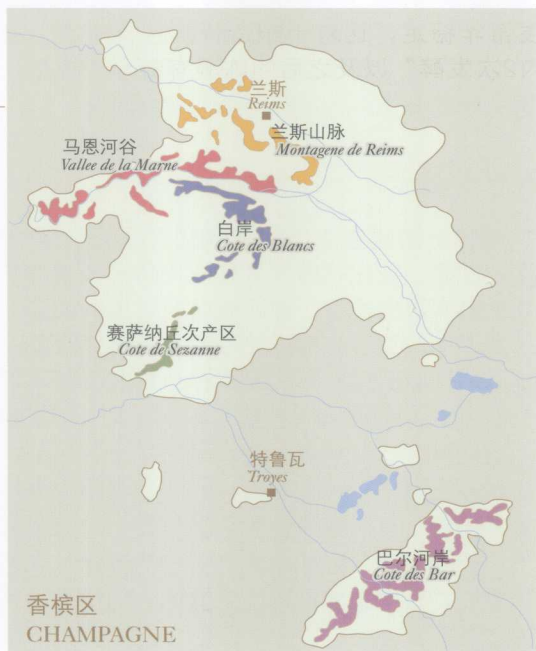 兰斯
Reims
兰斯山脉
Montagene de Reims
马恩河谷
Vallee de la Marne
白岸
Cote des Blancs
赛萨纳丘次产区
Cote de Sezanne
特鲁瓦
Troyes
巴尔河岸
Cote des Bar
香槟区
CHAMPAGNE